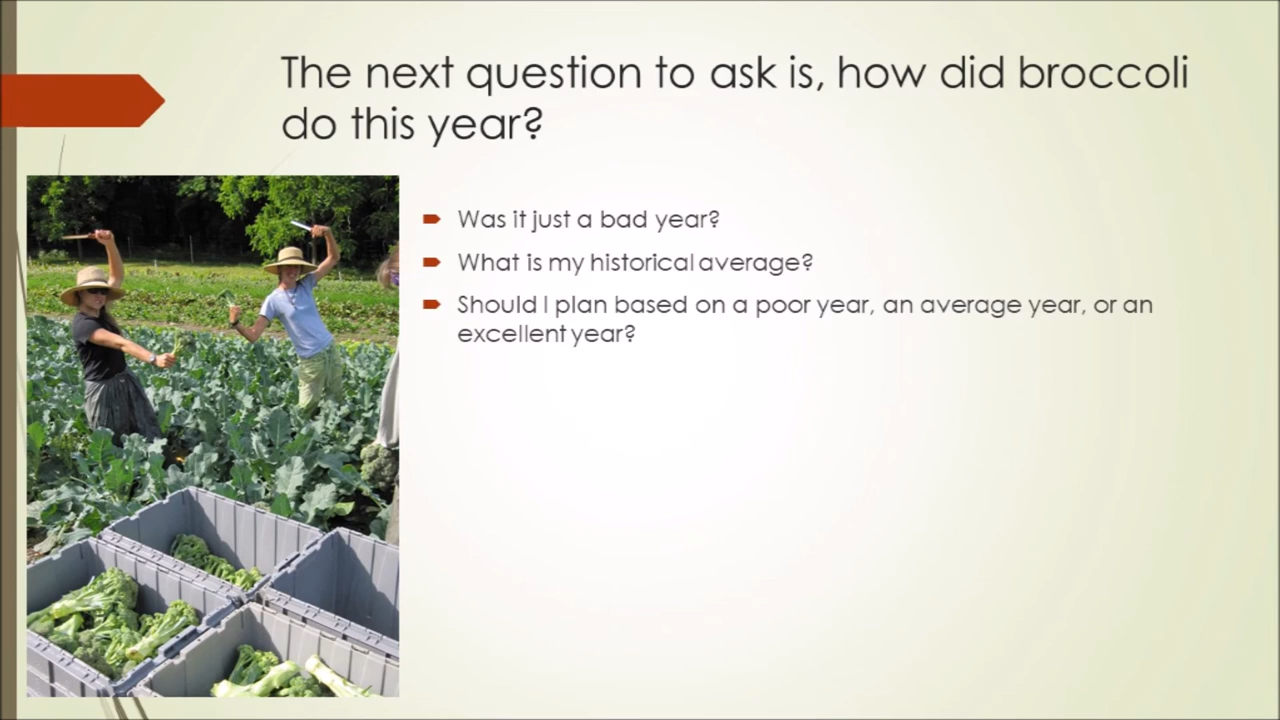 The next question to ask is, how did broccoli
do this year?
Was it just a bad year?
What is my historical average?
Should I plan based on a poor year, an average year, or an
excellent year?